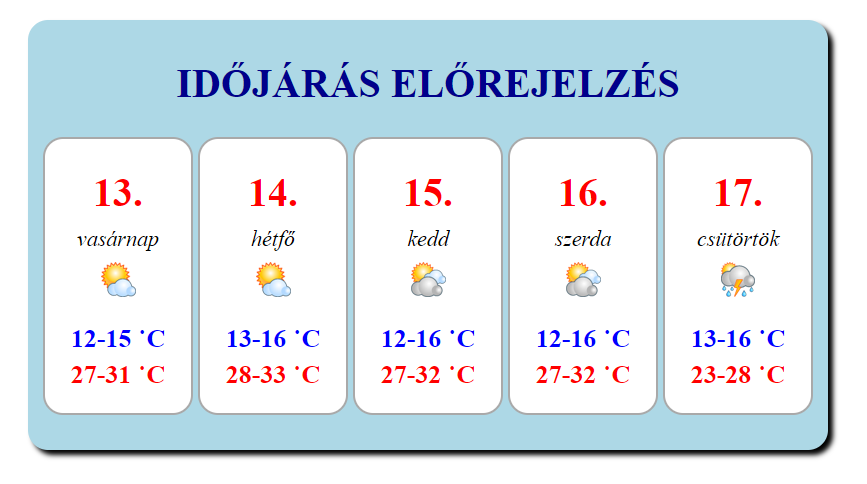 IDŐJÁRÁS ELŐREJELZÉS
13.
vasárnap
12-15 ˚C
27-31 ˚C
14.
hétfő
13-16 ˚C
28-33 ˚C
15.
kedd
12-16 ˚C
27-32 ˚C
16.
szerda
12-16 ˚C
27-32 ˚C
17.
csütörtök
13-16 ˚C
23-28 ˚C